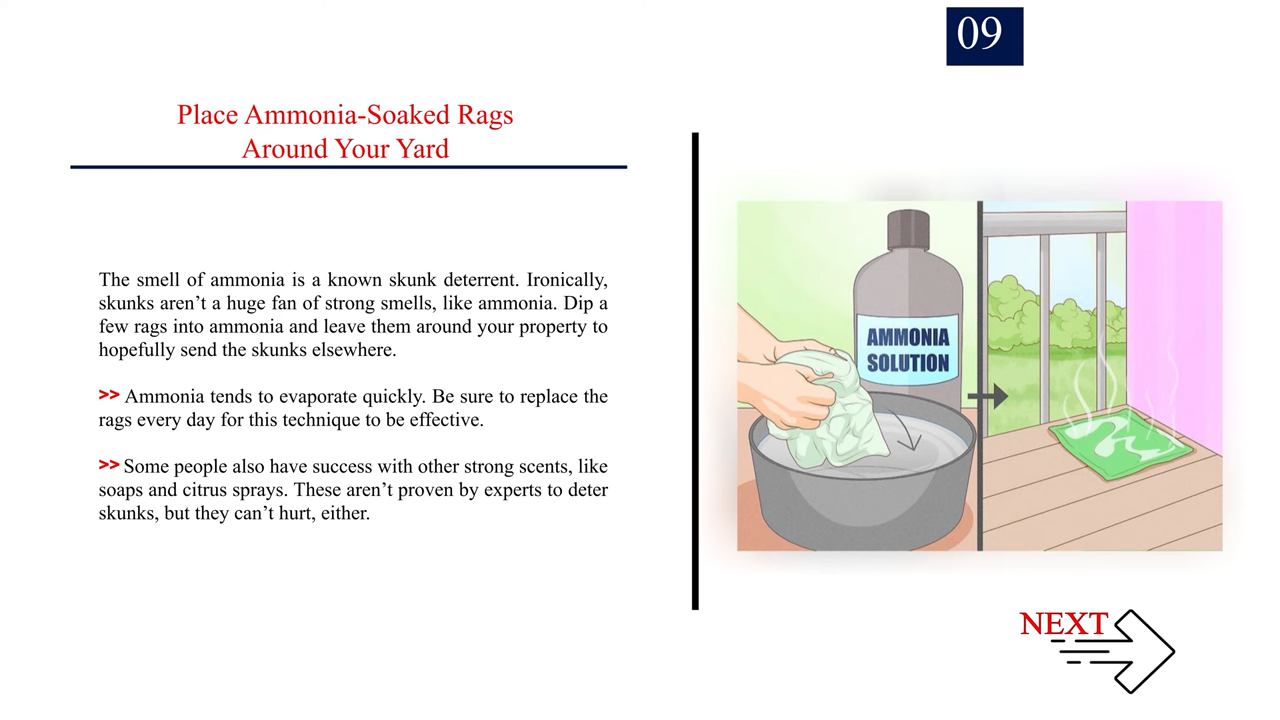 09
Place Ammonia-Soaked Rags
Around Your Yard
The smell of ammonia is a known skunk deterrent. Ironically,
skunks aren’t a huge fan of strong smells, like ammonia. Dip a
few rags into ammonia and leave them around your property to
hopefully send the skunks elsewhere.
>> Ammonia tends to evaporate quickly. Be sure to replace the
rags every day for this technique to be effective.
>> Some people also have success with other strong scents, like
soaps and citrus sprays. These aren’t proven by experts to deter
skunks, but they can’t hurt, either.
AMMONIA
SOLUTION
NEXT